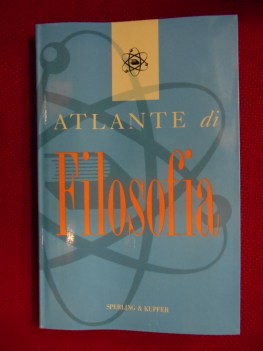 ATLANTE di
Filosofia
SPERLING & KUPFER